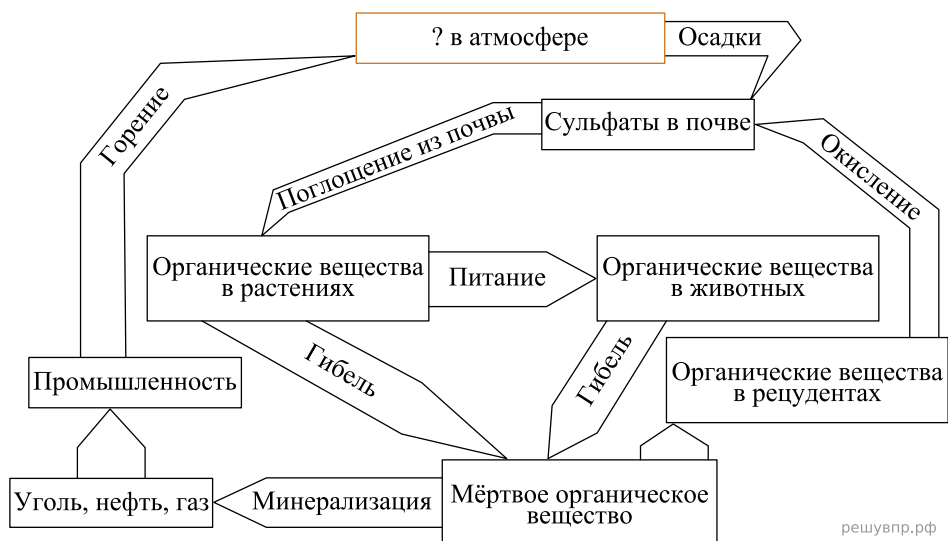 ? в атмосфере
Осадки
Сульфаты в почве
Горение
Поглощение из почвы
Окисление
Органические вещества
в растениях
Питание
Органические вещества
в животных
Гибель
Гибель
Промышленность
Органические вещества
в рецудентах
Уголь, нефть, газ
Минерализация
Мёртвое органическое
вещество
решувпр.рф